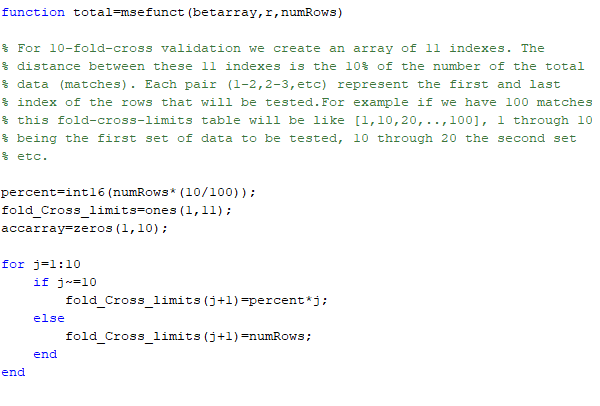 function total=msefunct(betarray,r,numRows)
% For 10-fold-cross validation we create an array of 11 indexes. The
% distance between these 11 indexes is the 10% of the number of the total
% data (matches). Each pair (1-2,2-3,etc) represent the first and last
% index of the rows that will be tested.For example if we have 100 matches
% this fold-cross-limits table will be like [1,10,20,..,100], 1 through 10
% being the first set of data to be tested, 10 through 20 the second set
% etc.
percent=int16(numRows*(10/100));
fold_Cross_limits=ones(1,11);
accarray=zeros(1,10);
for j=1:10
if j~=10
fold_Cross_limits(j+1)=percent*j;
else
fold_Cross_limits(j+1)=numRows;
end
end